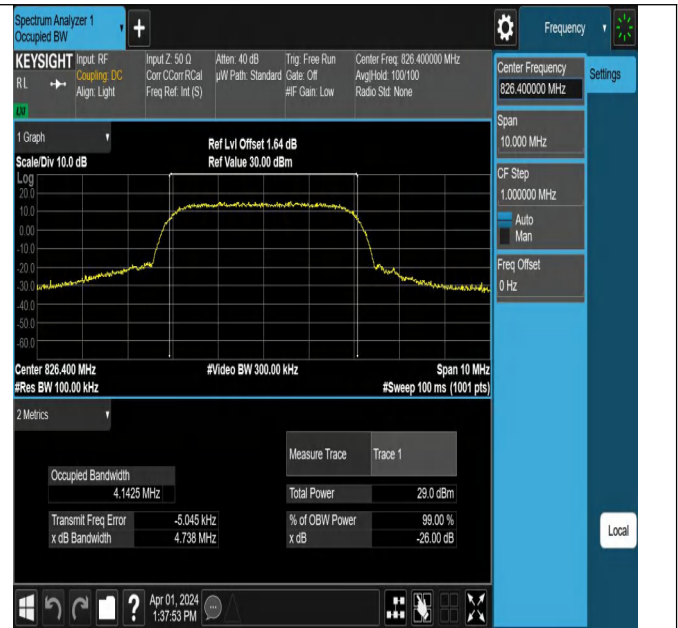 Spectrum Analyzer 1
Occupied BW
+
Frequency
KEYSIGHT Input: RF Input Z: 50 Ω Atten: 40 dB Trig: Free Run Center Freq: 826.400000 MHz
RL Coupling: DC Corr CCorr RCal µW Path: Standard Gate: Off Avg|Hold: 100/100
Align: Light Freq Ref: Int (S) #IF Gain: Low Radio Std: None
Center Frequency
826.400000 MHz
Settings
Span
10.000 MHz
CF Step
1.000000 MHz
Auto
Man
Freq Offset
0 Hz
1 Graph
Ref Lvl Offset 1.64 dB
Scale/Div 10.0 dB Ref Value 30.00 dBm
Log
20.0
10.0
0.00
-10.0
-20.0
-30.0
-40.0
-50.0
-60.0
Center 826.400 MHz #Video BW 300.00 kHz Span 10 MHz
#Res BW 100.00 kHz #Sweep 100 ms (1001 pts)
2 Metrics
Measure Trace Trace 1
Occupied Bandwidth
4.1425 MHz
Total Power 29.0 dBm
Transmit Freq Error -5.045 kHz % of OBW Power 99.00 %
x dB Bandwidth 4.738 MHz x dB -26.00 dB
Local
?
Apr 01, 2024
1:37:53 PM